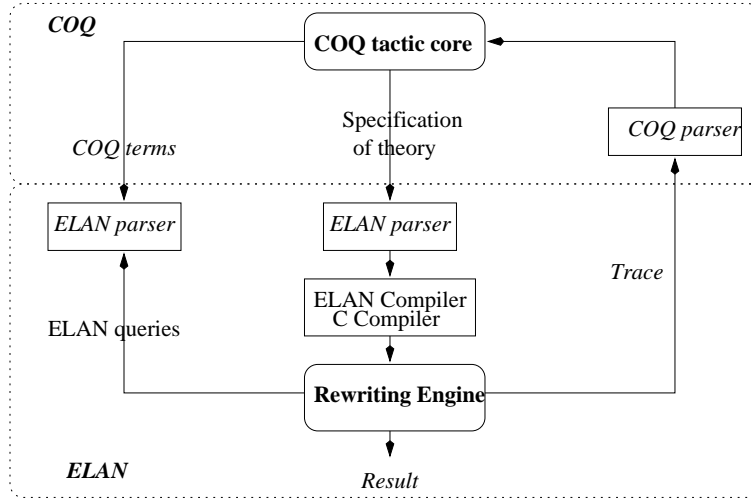 COQ
COQ tactic core
Specification
of theory
COQ terms
COQ parser
ELAN parser
ELAN parser
Trace
ELAN Compiler
C Compiler
ELAN queries
Rewriting Engine
ELAN
Result